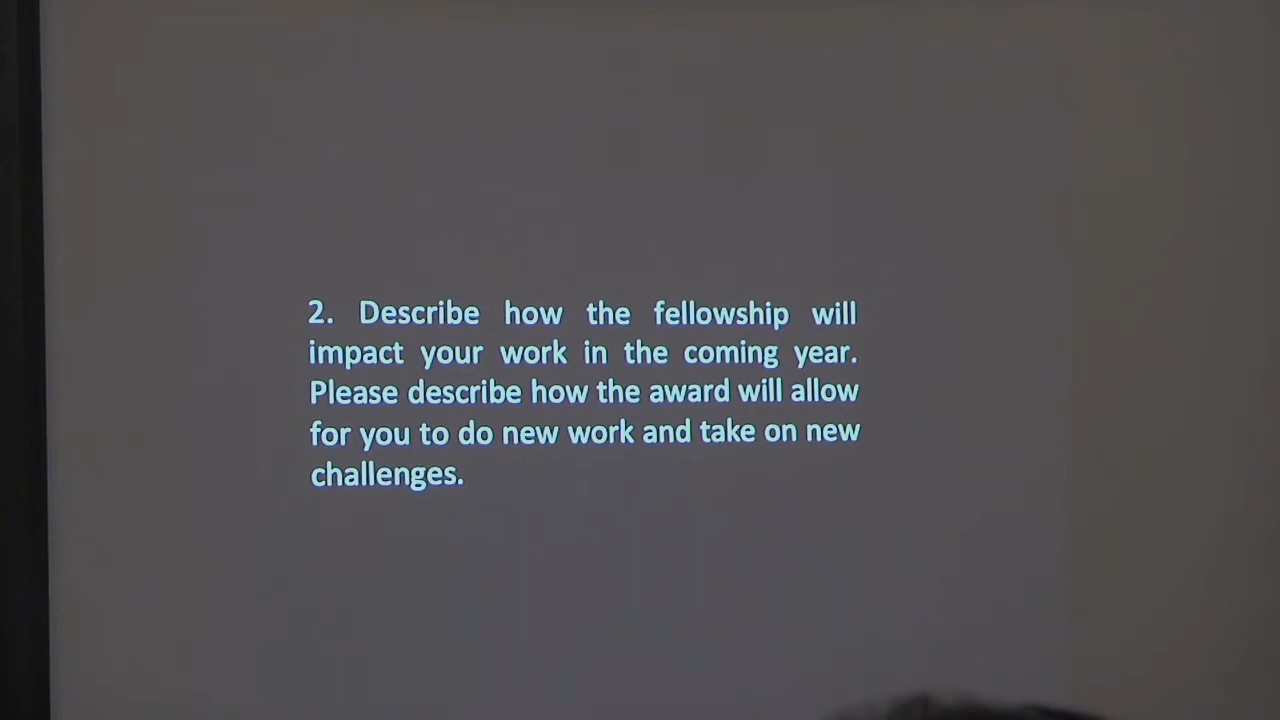 2. Describe how the fellowship will
impact your work in the coming year.
Please describe how the award will allow
for you to do new work and take on new
challenges.